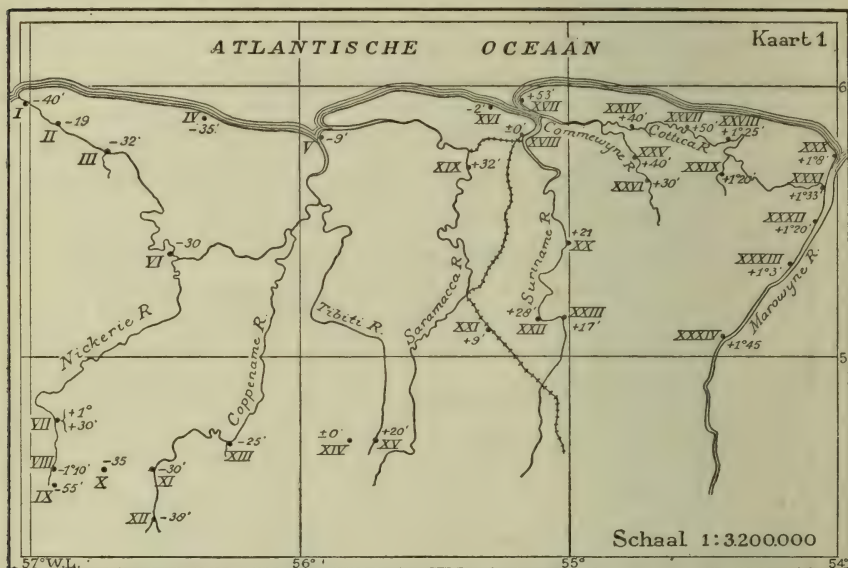 Kaart 1
ATLANTISCHE OCEAAN
6°
I -40'
II -19
III -32'
IV -35'
V -9'
-2' XVI
+53' XVII
±0' XVIII
XIX +32'
Commewyne R.
XXIV +40'
XXVII +50'
Cottica R.
XXVIII +1°25'
XXV +40'
XXVI +30'
XXIX +1°20'
XXX +1°8'
XXXI +1°33'
XXXII +1°20'
XXXIII +1°3'
XXXIV +1°45
Marowyne R.
VI -30
+21 XX
Suriname R.
+28' XXII
XXIII +17'
XXI +9'
Saramacca R.
Tibiti R.
Coppename R.
Nickerie R.
5°
VII +1° +30'
VIII -1°10'
IX -55'
-35 X
-30' XI
XII -38'
-25' XIII
±0' XIV
+20' XV
Schaal 1:3.200.000
57° W.L.
56°
55°
54°